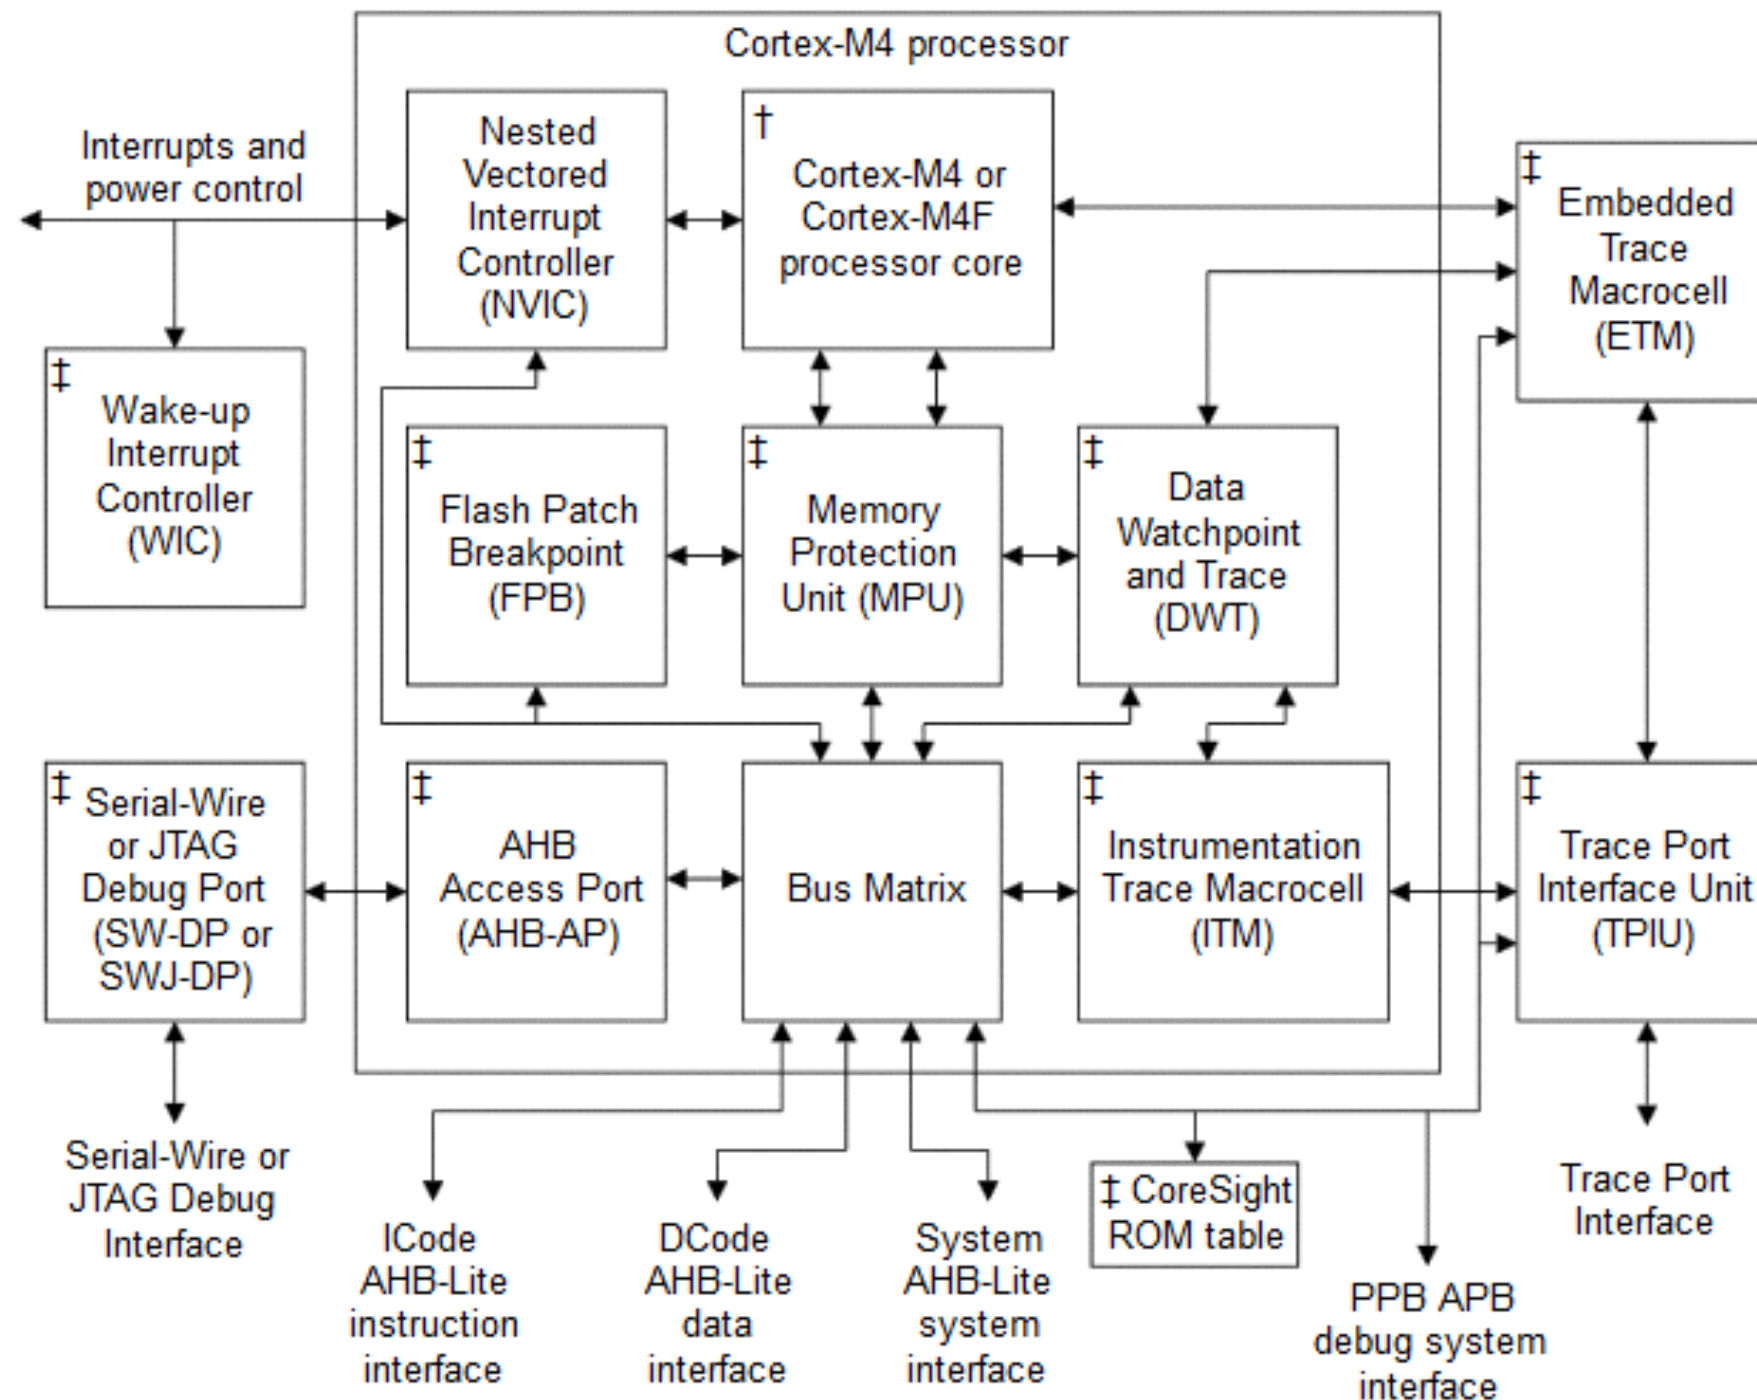 Cortex-M4 processor
Interrupts and
power control
Nested
Vectored
Interrupt
Controller
(NVIC)
†
Cortex-M4 or
Cortex-M4F
processor core
‡
Embedded
Trace
Macrocell
(ETM)
‡
Wake-up
Interrupt
Controller
(WIC)
‡
Flash Patch
Breakpoint
(FPB)
‡
Memory
Protection
Unit (MPU)
‡
Data
Watchpoint
and Trace
(DWT)
‡ Serial-Wire
or JTAG
Debug Port
(SW-DP or
SWJ-DP)
‡
AHB
Access Port
(AHB-AP)
Bus Matrix
‡
Instrumentation
Trace Macrocell
(ITM)
‡
Trace Port
Interface Unit
(TPIU)
Serial-Wire or
JTAG Debug
Interface
ICode
AHB-Lite
instruction
interface
DCode
AHB-Lite
data
interface
System
AHB-Lite
system
interface
‡ CoreSight
ROM table
PPB APB
debug system
interface
Trace Port
Interface